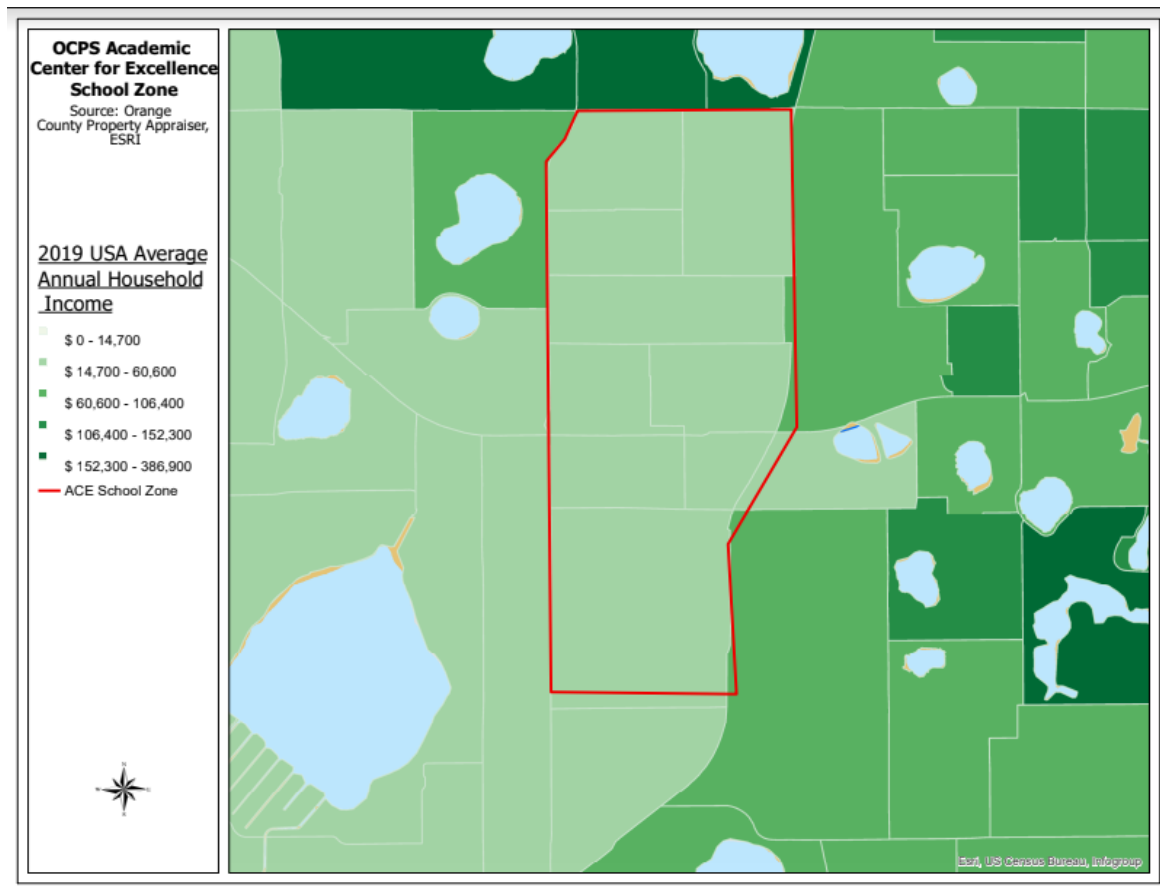 OCPS Academic
Center for Excellence
School Zone
Source: Orange
County Property Appraiser,
ESRI
2019 USA Average
Annual Household
Income
$ 0 - 14,700
$ 14,700 - 60,600
$ 60,600 - 106,400
$ 106,400 - 152,300
$ 152,300 - 386,900
ACE School Zone
Esri, US Census Bureau, Infogroup